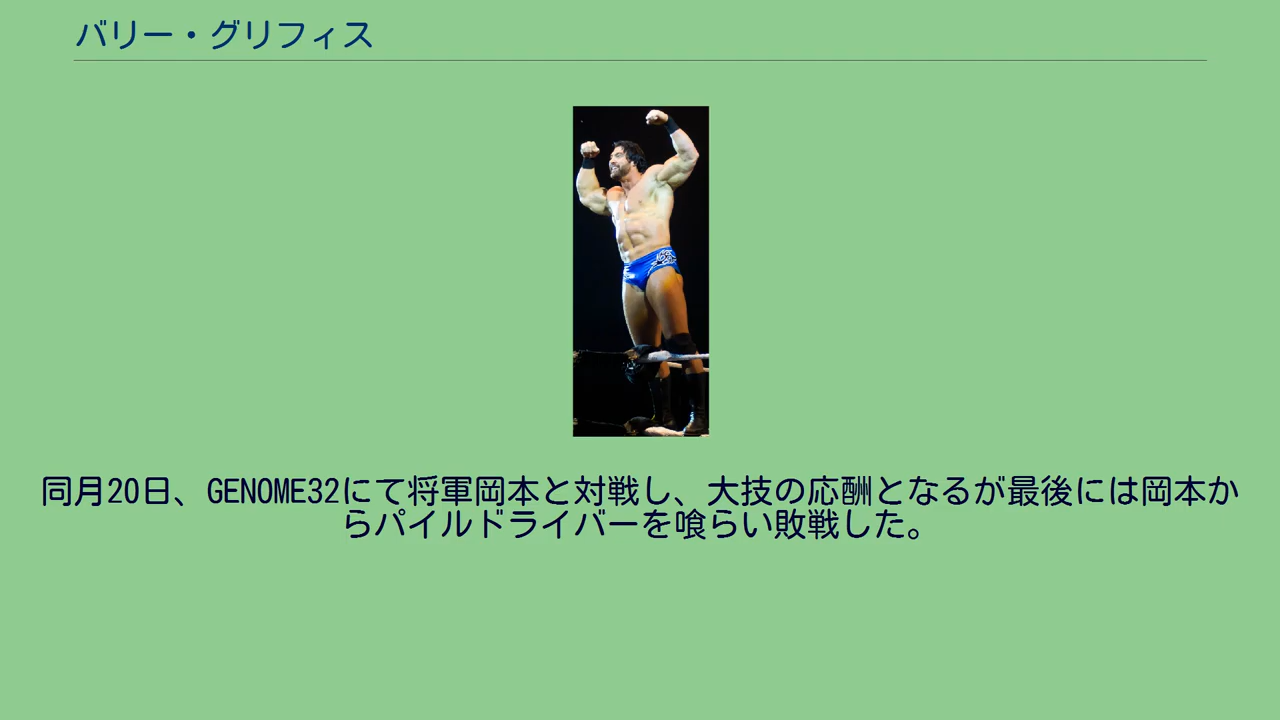 バリー・グリフィス
同月20日、GENOME32にて将軍岡本と対戦し、大技の応酬となるが最後には岡本か
らパイルドライバーを喰らい敗戦した。